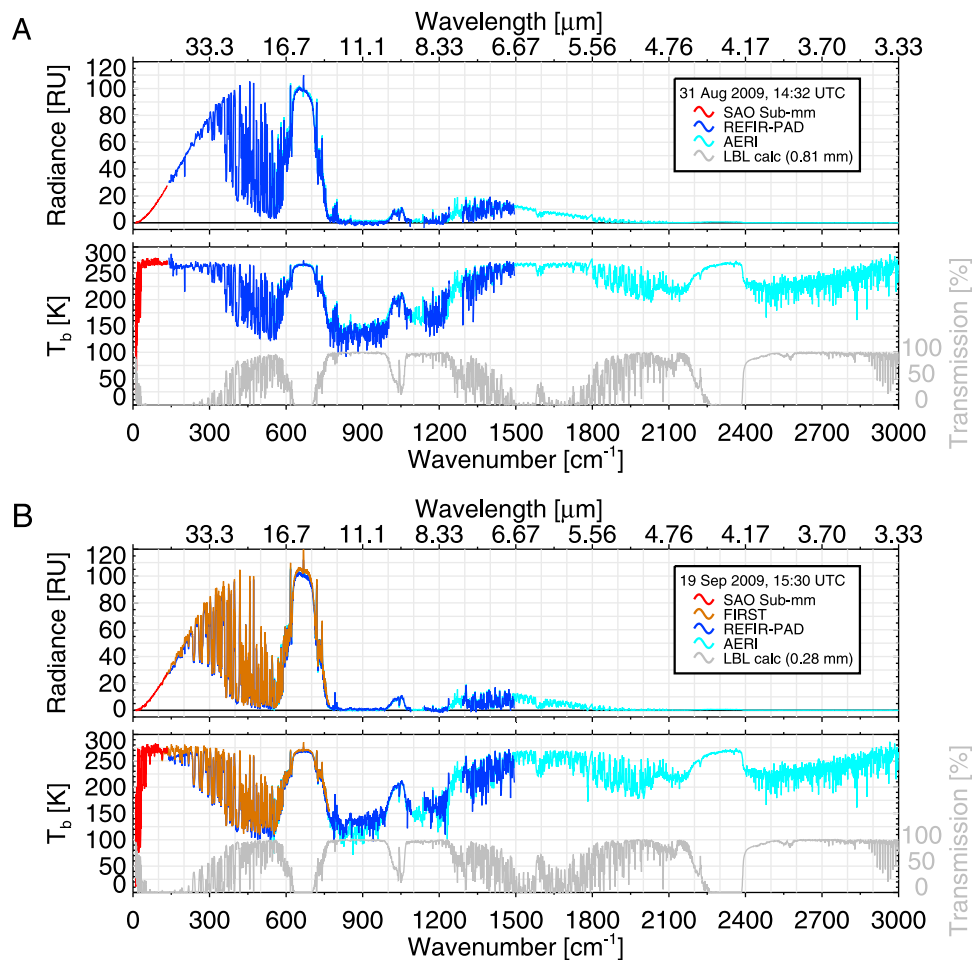 A
Wavelength [μm]
33.3 16.7 11.1 8.33 6.67 5.56 4.76 4.17 3.70 3.33
Radiance [RU]
120
100
80
60
40
20
0
31 Aug 2009, 14:32 UTC
SAO Sub-mm
REFIR-PAD
AERI
LBL calc (0.81 mm)
T_b [K]
300
250
200
150
100
50
0
Transmission [%]
100
50
0
0 300 600 900 1200 1500 1800 2100 2400 2700 3000
Wavenumber [cm⁻¹]
B
Wavelength [μm]
33.3 16.7 11.1 8.33 6.67 5.56 4.76 4.17 3.70 3.33
Radiance [RU]
120
100
80
60
40
20
0
19 Sep 2009, 15:30 UTC
SAO Sub-mm
FIRST
REFIR-PAD
AERI
LBL calc (0.28 mm)
T_b [K]
300
250
200
150
100
50
0
Transmission [%]
100
50
0
0 300 600 900 1200 1500 1800 2100 2400 2700 3000
Wavenumber [cm⁻¹]